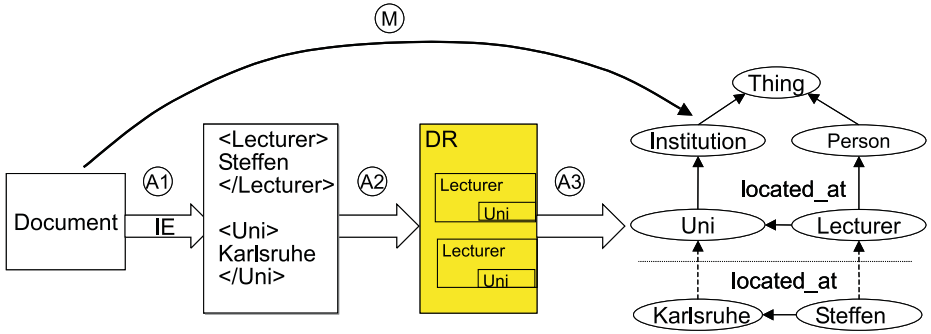 M
Thing
Institution
Person
<Lecturer>
Steffen
</Lecturer>
<Uni>
Karlsruhe
</Uni>
DR
Lecturer
Uni
Lecturer
Uni
A1
A2
A3
Document
IE
located_at
Uni
Lecturer
located_at
Karlsruhe
Steffen